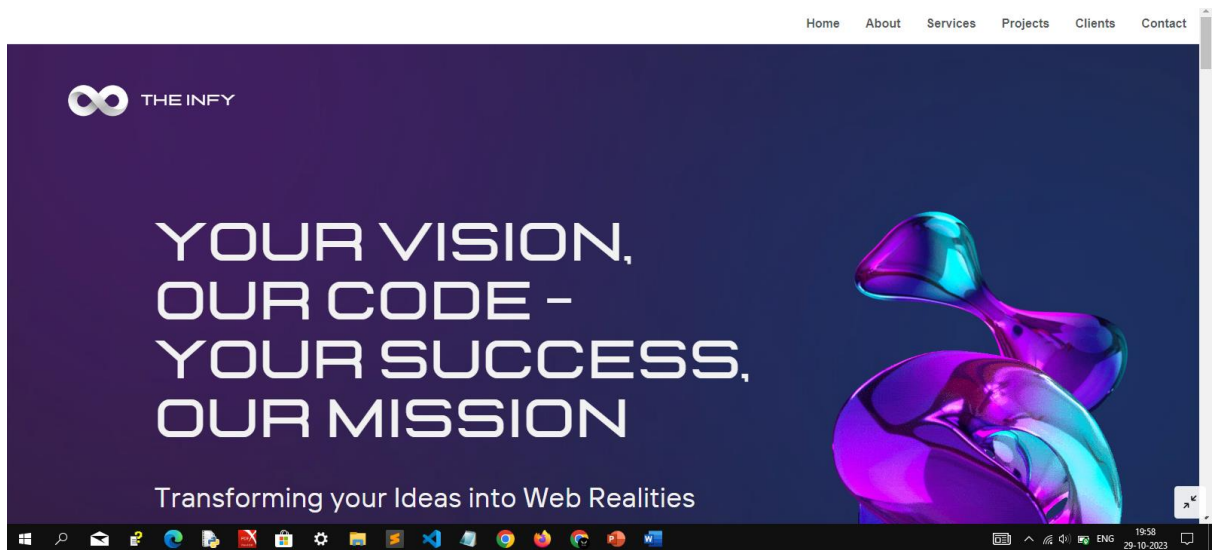 Home About Services Projects Clients Contact
THE INFY
YOUR VISION,
OUR CODE –
YOUR SUCCESS,
OUR MISSION
Transforming your Ideas into Web Realities
ENG
19:58
29-10-2023